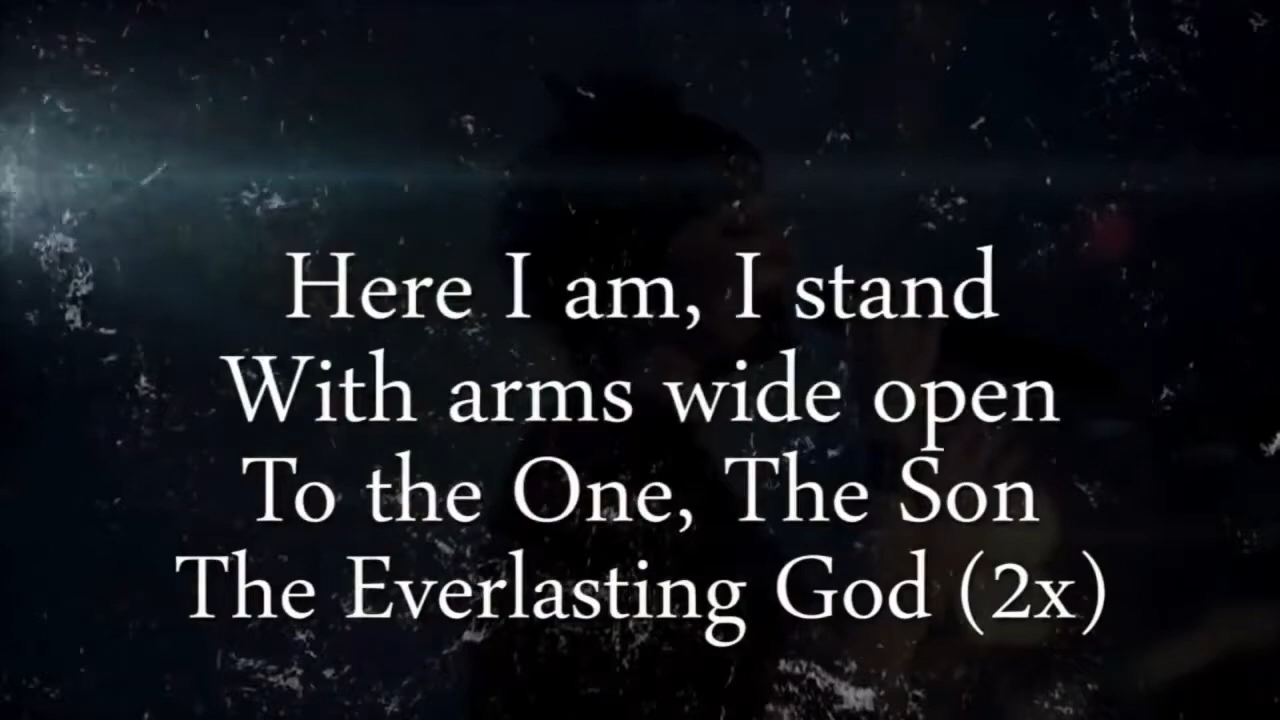 Here I am, I stand
With arms wide open
To the One, The Son
The Everlasting God (2x)